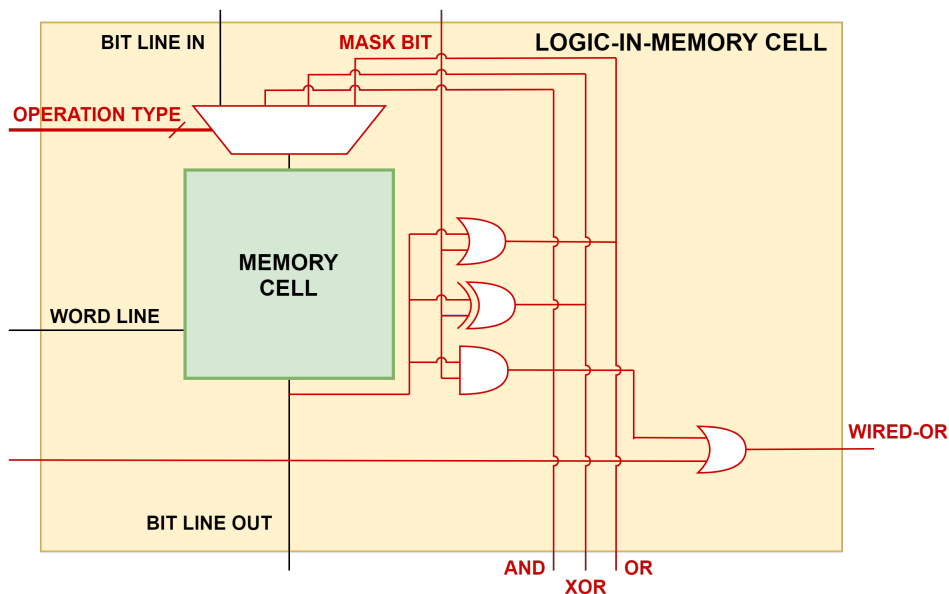 BIT LINE IN
MASK BIT
LOGIC-IN-MEMORY CELL
OPERATION TYPE
MEMORY
CELL
WORD LINE
WIRED-OR
BIT LINE OUT
AND
XOR
OR